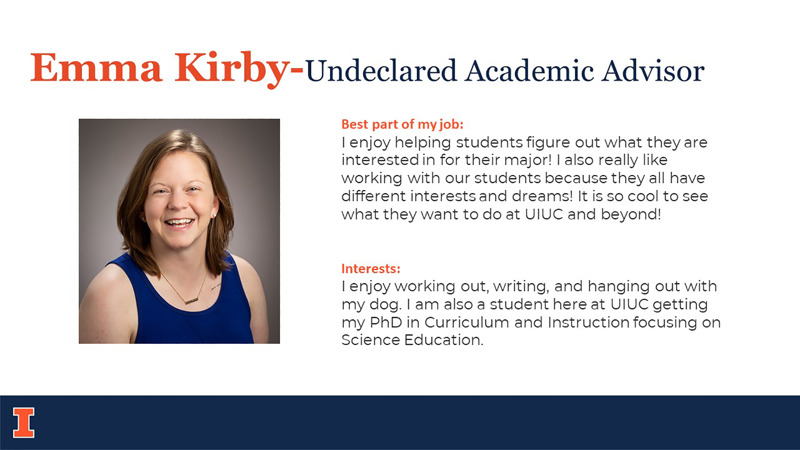 Emma Kirby-Undeclared Academic Advisor
Best part of my job:
I enjoy helping students figure out what they are
interested in for their major! I also really like
working with our students because they all have
different interests and dreams! It is so cool to see
what they want to do at UIUC and beyond!
Interests:
I enjoy working out, writing, and hanging out with
my dog. I am also a student here at UIUC getting
my PhD in Curriculum and Instruction focusing on
Science Education.
I